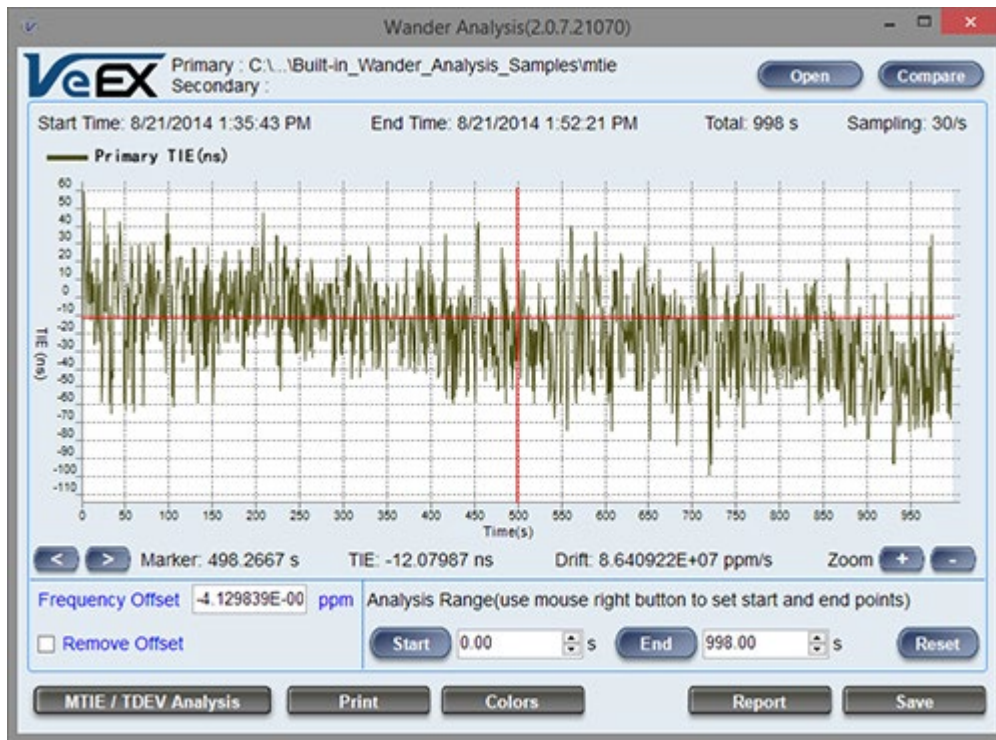 Wander Analysis(2.0.7.21070)
VeEX
Primary : C:\...\Built-in_Wander_Analysis_Samples\mtie
Secondary :
Open Compare
Start Time: 8/21/2014 1:35:43 PM End Time: 8/21/2014 1:52:21 PM Total: 998 s Sampling: 30/s
Primary TIE(ns)
60
50
40
30
20
10
0
-10
-20
-30
-40
-50
-60
-70
-80
-90
-100
-110
TIE (ns)
0 50 100 150 200 250 300 350 400 450 500 550 600 650 700 750 800 850 900 950
Time(s)
< > Marker: 498.2667 s TIE: -12.07987 ns Drift: 8.640922E+07 ppm/s Zoom + -
Frequency Offset -4.129839E-00 ppm Analysis Range(use mouse right button to set start and end points)
Remove Offset Start 0.00 s End 998.00 s Reset
MTIE / TDEV Analysis Print Colors Report Save